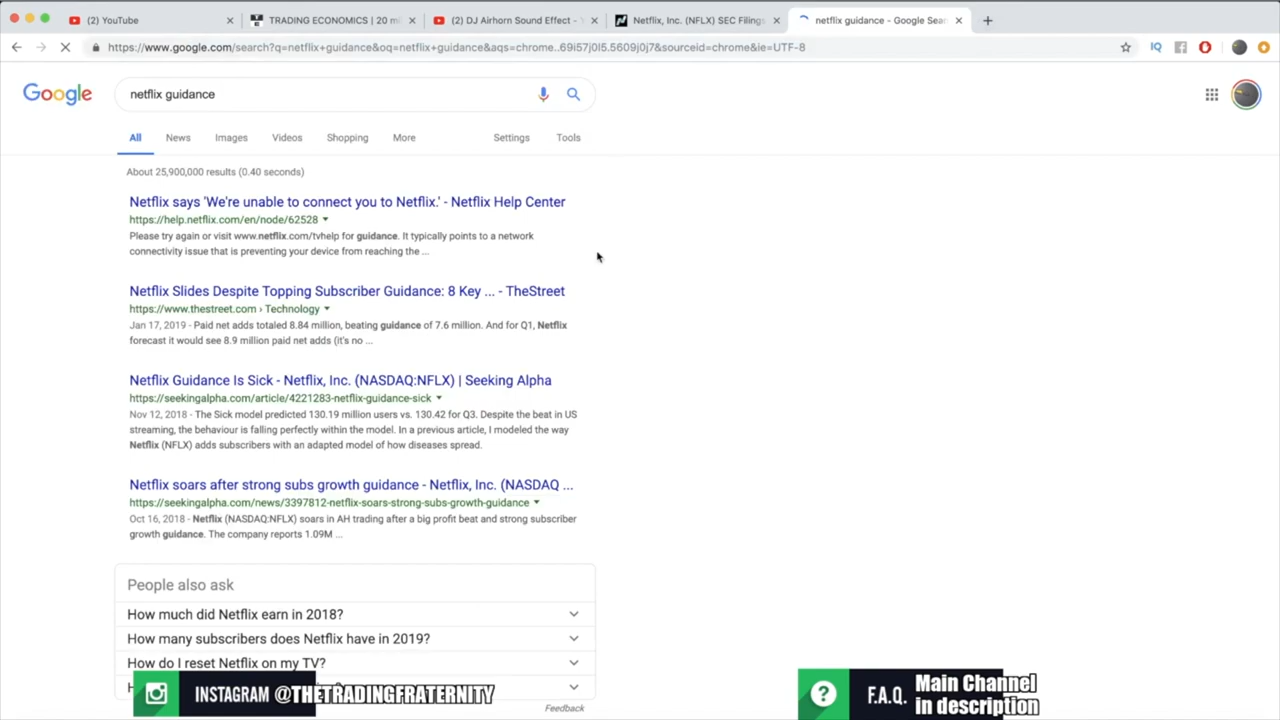 (2) YouTube
TRADING ECONOMICS | 20 mi
(2) DJ Airhorn Sound Effect - Y
Netflix, Inc. (NFLX) SEC Filings
netflix guidance - Google Sear
https://www.google.com/search?q=netflix+guidance&oq=netflix+guidance&aqs=chrome..69i57j0l5.5609j0j7&sourceid=chrome&ie=UTF-8
Google
netflix guidance
All News Images Videos Shopping More Settings Tools
About 25,900,000 results (0.40 seconds)
Netflix says 'We're unable to connect you to Netflix.' - Netflix Help Center
https://help.netflix.com/en/node/62528
Please try again or visit www.netflix.com/tvhelp for guidance. It typically points to a network
connectivity issue that is preventing your device from reaching the ...
Netflix Slides Despite Topping Subscriber Guidance: 8 Key ... - TheStreet
https://www.thestreet.com › Technology
Jan 17, 2019 - Paid net adds totaled 8.84 million, beating guidance of 7.6 million. And for Q1, Netflix
forecast it would see 8.9 million paid net adds (it's no ...
Netflix Guidance Is Sick - Netflix, Inc. (NASDAQ:NFLX) | Seeking Alpha
https://seekingalpha.com/article/4221283-netflix-guidance-sick
Nov 12, 2018 - The Sick model predicted 130.19 million users vs. 130.42 for Q3. Despite the beat in US
streaming, the behaviour is falling perfectly within the model. In a previous article, I modeled the way
Netflix (NFLX) adds subscribers with an adapted model of how diseases spread.
Netflix soars after strong subs growth guidance - Netflix, Inc. (NASDAQ ...
https://seekingalpha.com/news/3397812-netflix-soars-strong-subs-growth-guidance
Oct 16, 2018 - Netflix (NASDAQ:NFLX) soars in AH trading after a big profit beat and strong subscriber
growth guidance. The company reports 1.09M ...
People also ask
How much did Netflix earn in 2018?
How many subscribers does Netflix have in 2019?
How do I reset Netflix on my TV?
INSTAGRAM @THETRADINGFRATERNITY
Feedback
F.A.Q.
Main Channel
in description